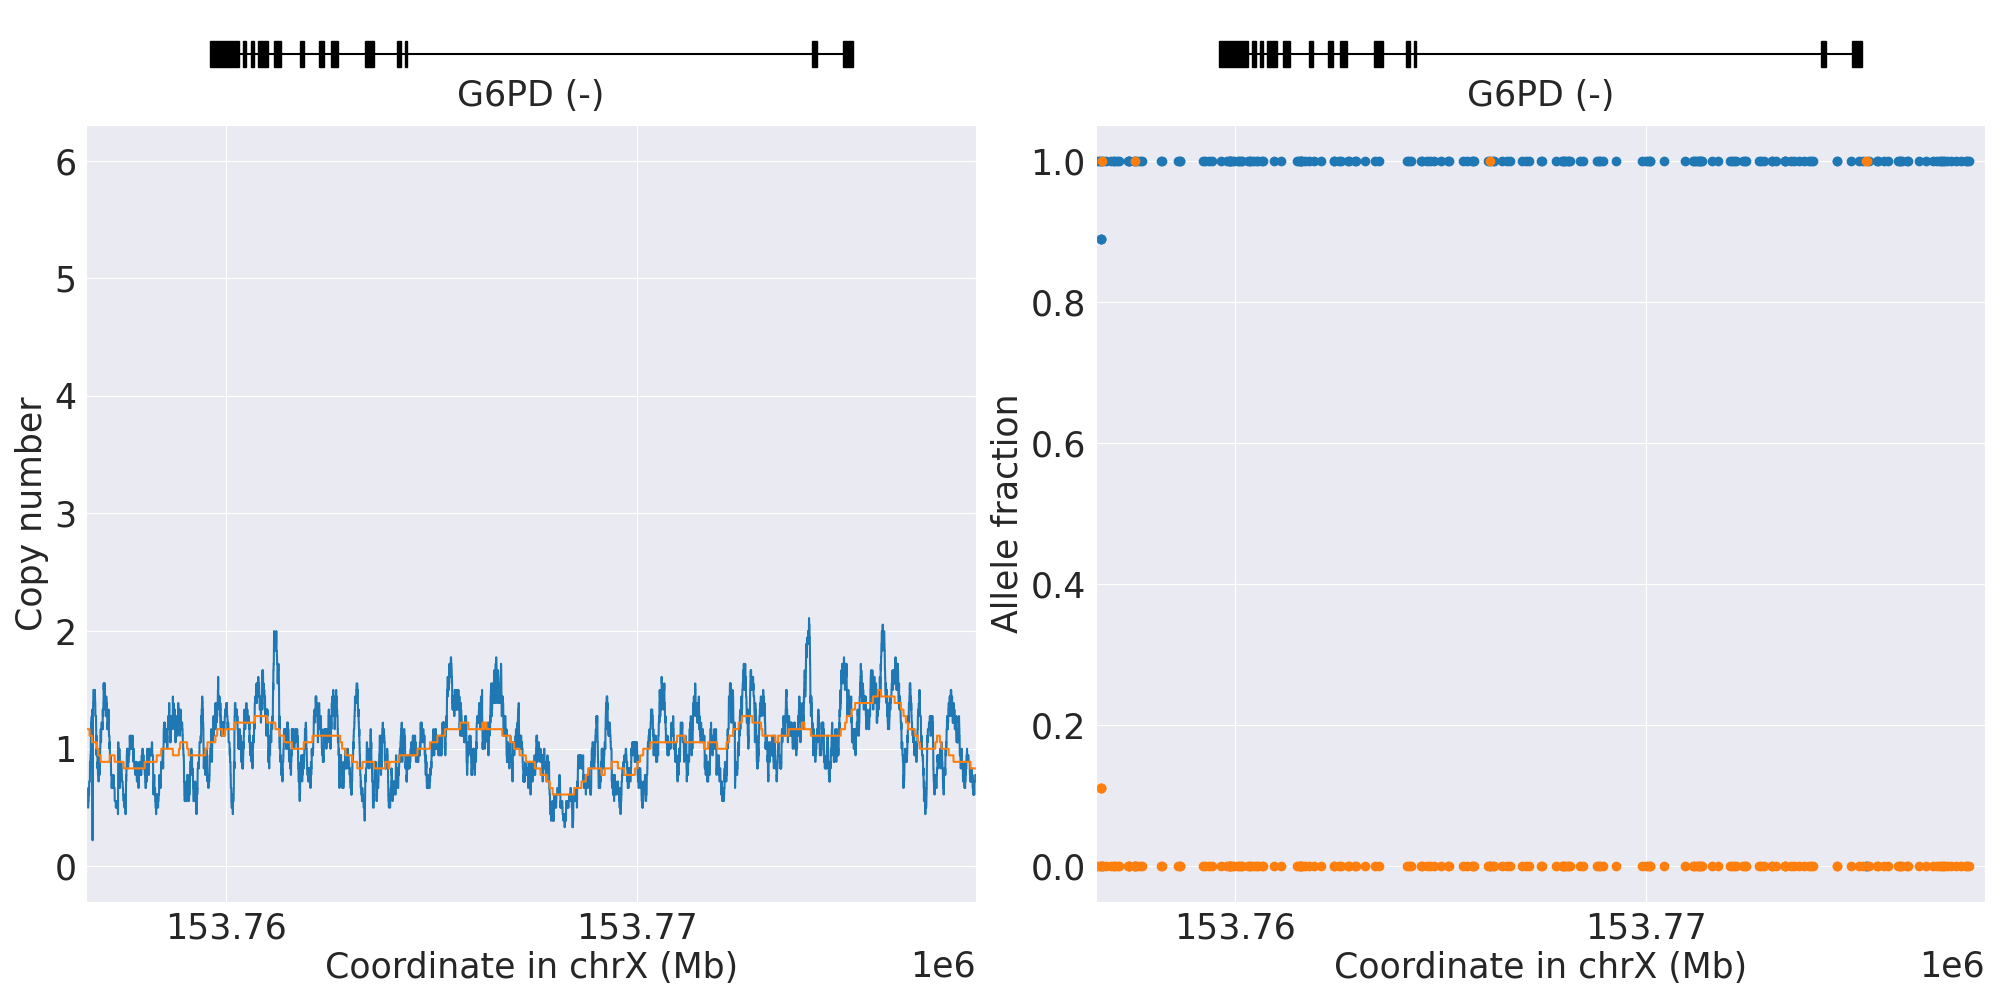 G6PD (-)
6
5
4
3
2
1
0
Copy number
153.76
153.77
Coordinate in chrX (Mb)
1e6
G6PD (-)
1.0
0.8
0.6
0.4
0.2
0.0
Allele fraction
153.76
153.77
Coordinate in chrX (Mb)
1e6